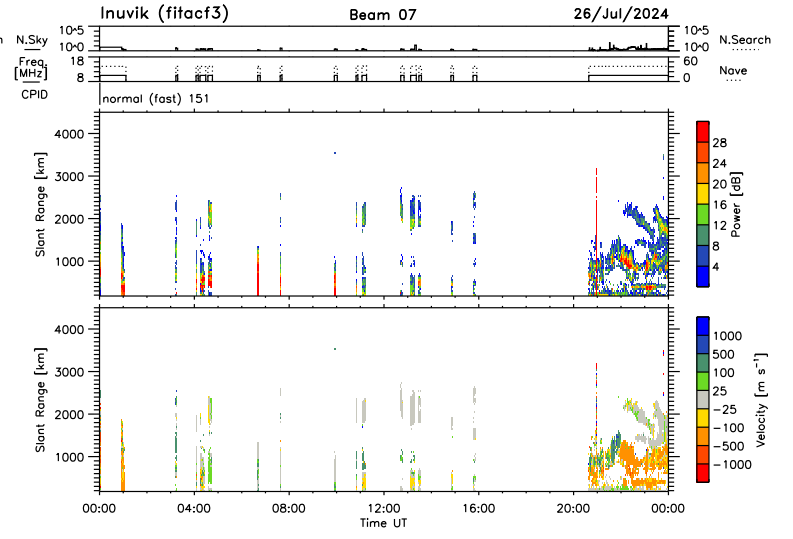 Inuvik (fitacf3) Beam 07 26/Jul/2024
10^5 10^5
n N.Sky N.Search
10^0 10^0
Freq. 18 60
[MHz] Nave
8 0
CPID
normal (fast) 151
Slant Range [km]
4000
3000
2000
1000
28
24
20
16
12
8
4
Power [dB]
Slant Range [km]
4000
3000
2000
1000
1000
500
100
25
-25
-100
-500
-1000
Velocity [m s⁻¹]
00:00 04:00 08:00 12:00 16:00 20:00 00:00
Time UT